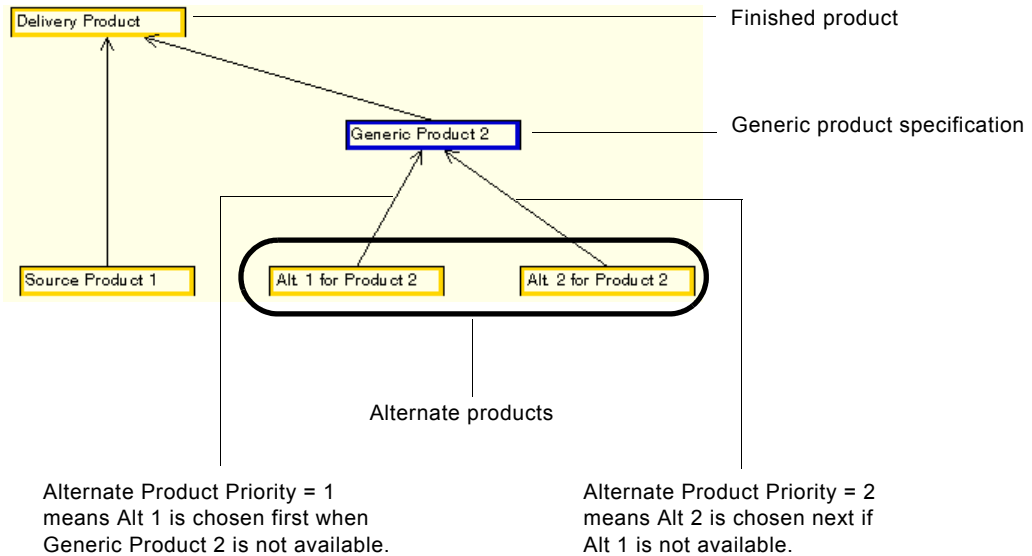 Delivery Product
Finished product
Generic Product 2
Generic product specification
Source Product 1
Alt. 1 for Product 2
Alt. 2 for Product 2
Alternate products
Alternate Product Priority = 1
means Alt 1 is chosen first when
Generic Product 2 is not available.
Alternate Product Priority = 2
means Alt 2 is chosen next if
Alt 1 is not available.